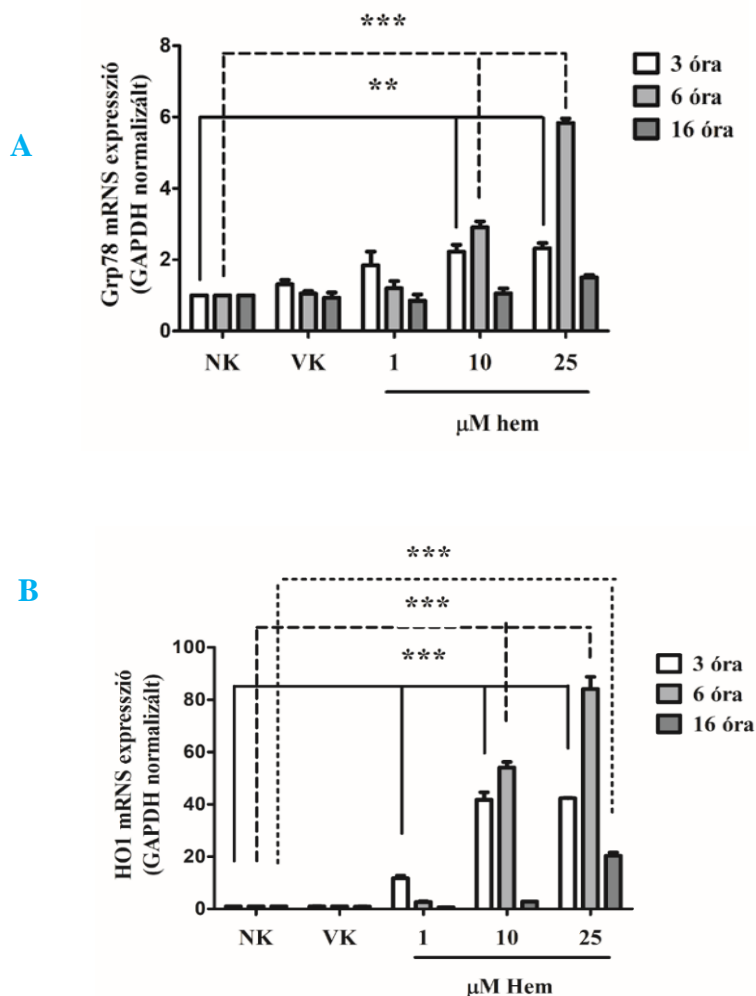 A
***
**
Grp78 mRNS expresszió
(GAPDH normalizált)
8
6
4
2
0
3 óra
6 óra
16 óra
NK VK 1 10 25
μM hem
B
***
***
***
HO1 mRNS expresszió
(GAPDH normalizált)
100
80
60
40
20
0
3 óra
6 óra
16 óra
NK VK 1 10 25
μM Hem